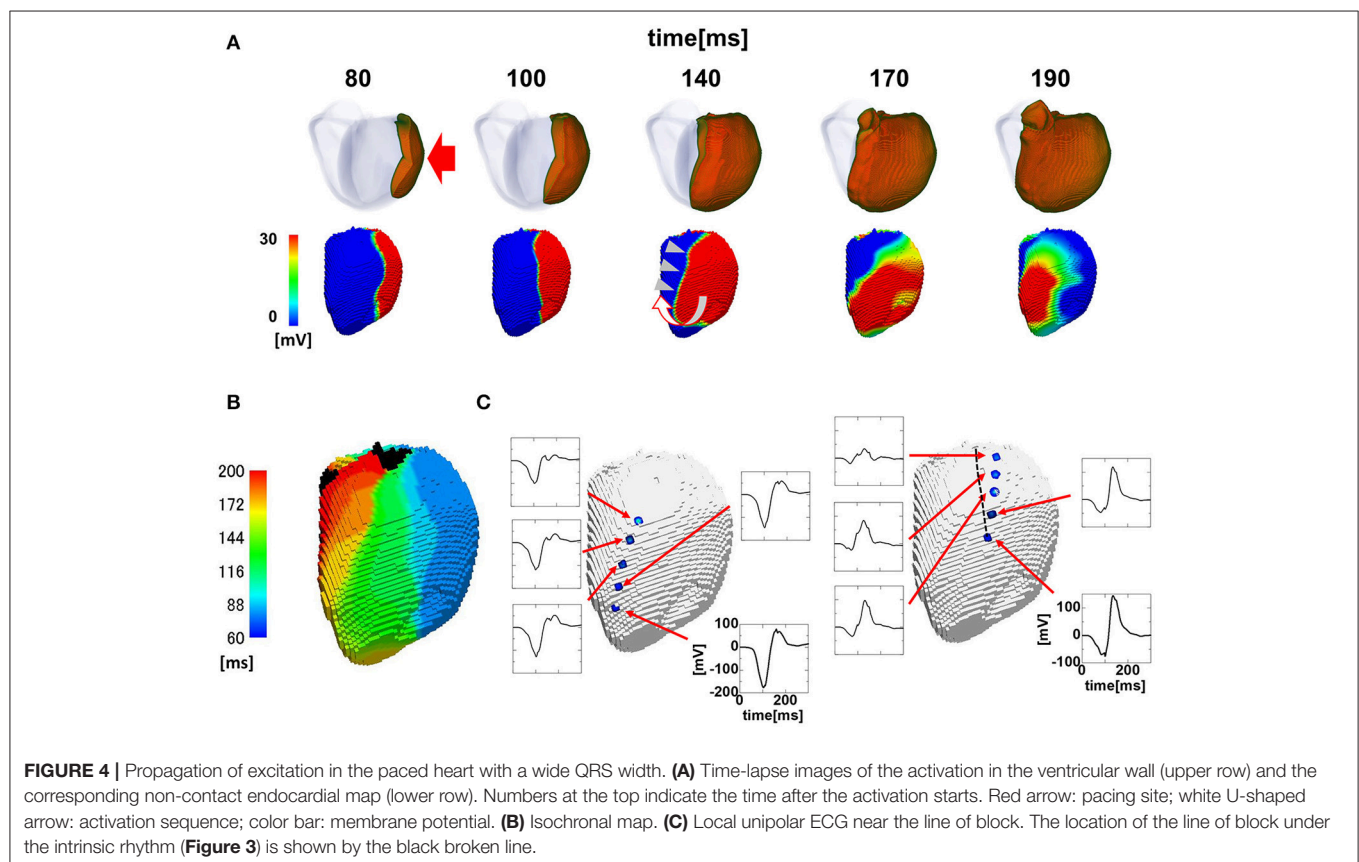 A
time[ms]
80 100 140 170 190
30
0
[mV]
B
200
172
144
116
88
60
[ms]
C
100
0
-100
-200
[mV]
0 200
time[ms]
100
0
-100
[mV]
0 200
time[ms]
FIGURE 4 | Propagation of excitation in the paced heart with a wide QRS width. (A) Time-lapse images of the activation in the ventricular wall (upper row) and the
corresponding non-contact endocardial map (lower row). Numbers at the top indicate the time after the activation starts. Red arrow: pacing site; white U-shaped
arrow: activation sequence; color bar: membrane potential. (B) Isochronal map. (C) Local unipolar ECG near the line of block. The location of the line of block under
the intrinsic rhythm (Figure 3) is shown by the black broken line.